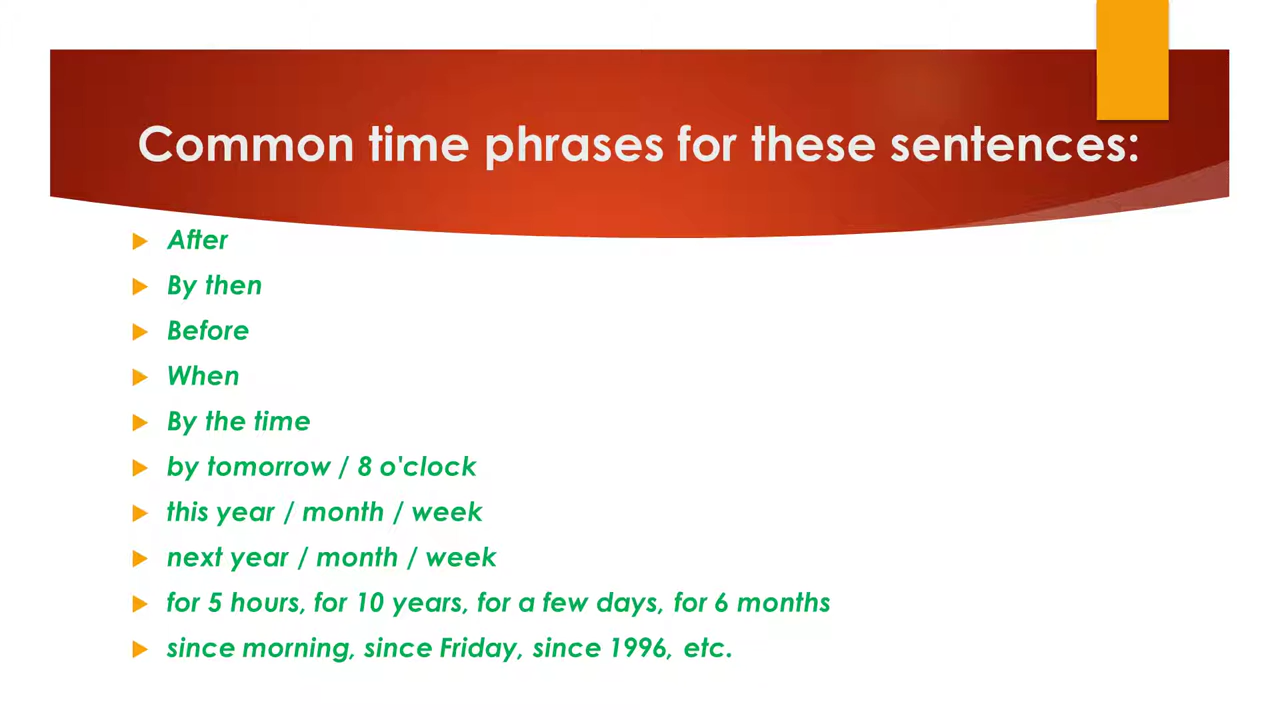 Common time phrases for these sentences:
After
By then
Before
When
By the time
by tomorrow / 8 o'clock
this year / month / week
next year / month / week
for 5 hours, for 10 years, for a few days, for 6 months
since morning, since Friday, since 1996, etc.